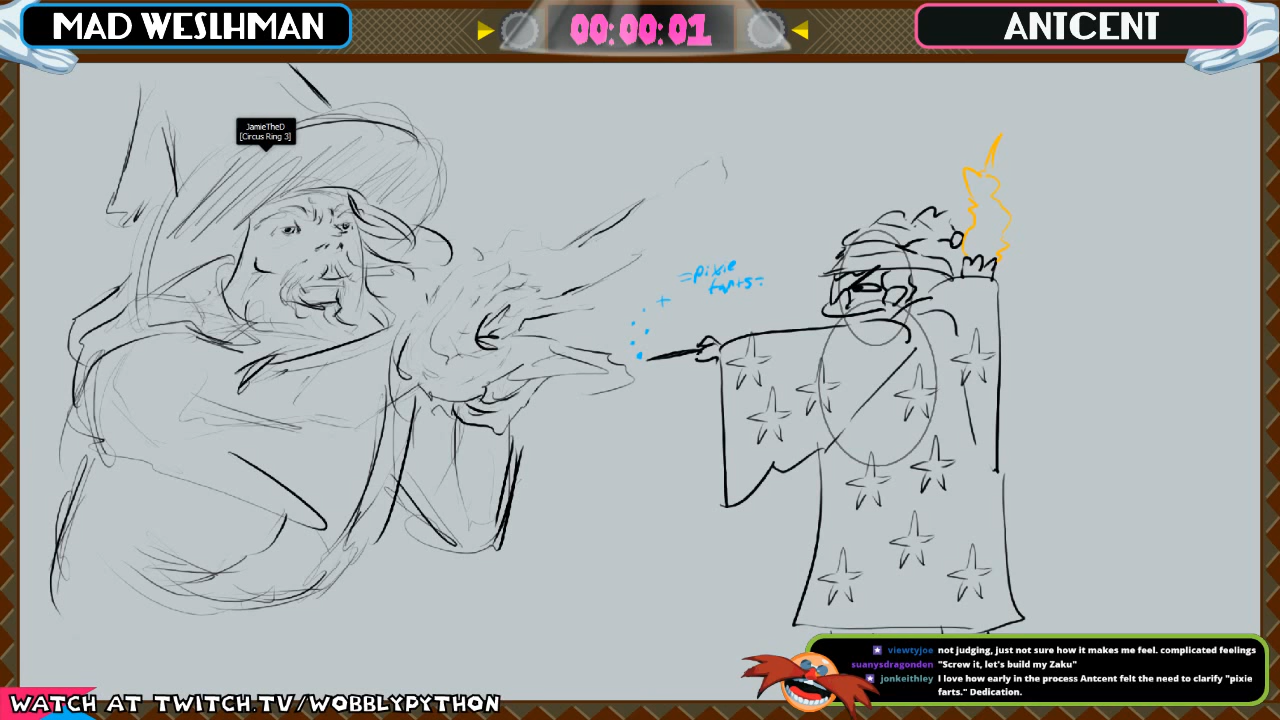 MAD WESLHMAN
00:00:01
ANTCENT
JamieTheD
[Circus Ring 3]
=pixie
farts=
viewtyjoe not judging, just not sure how it makes me feel. complicated feelings
suanysdragonden "Screw it, let's build my Zaku"
jonkeithley I love how early in the process Antcent felt the need to clarify "pixie
farts." Dedication.
WATCH AT TWITCH.TV/WOBBLYPYTHON